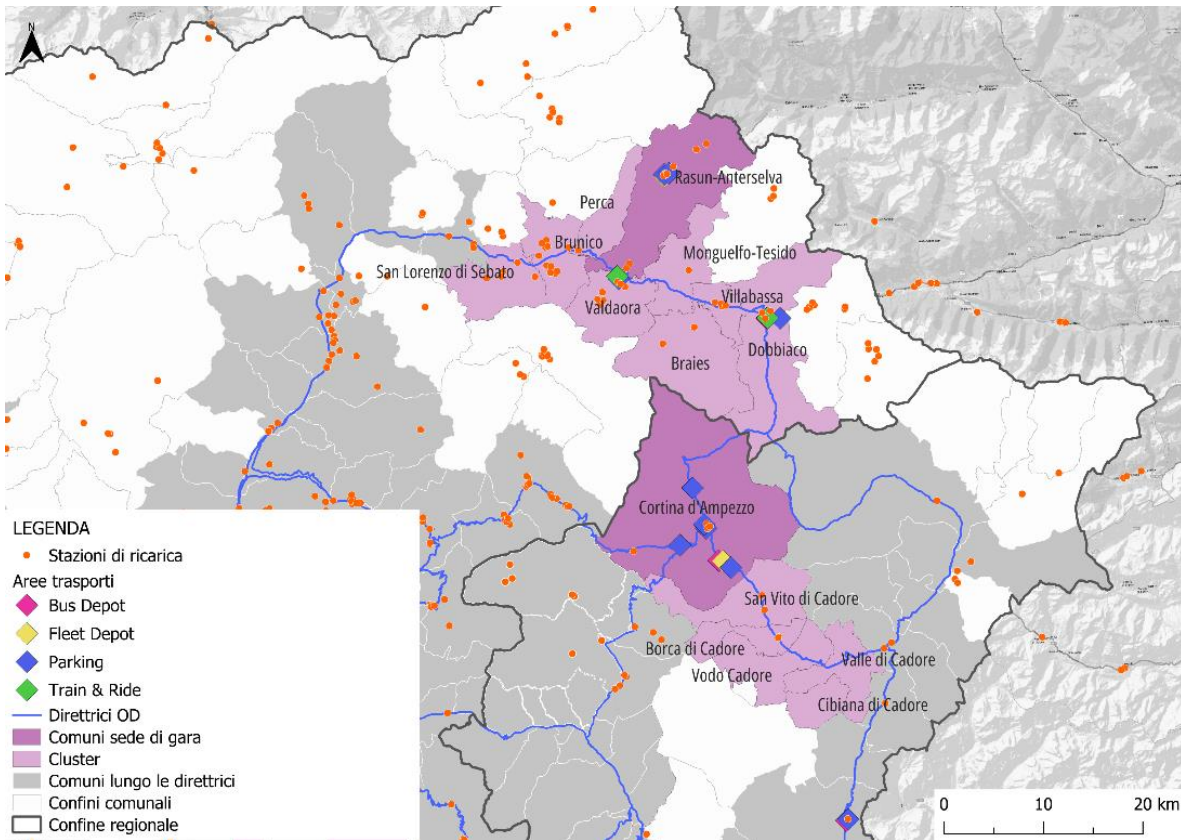 N
Rasun-Anterselva
Perca
Brunico
Monguelfo-Tesido
San Lorenzo di Sebato
Villabassa
Valdaora
Dobbiaco
Braies
Cortina d'Ampezzo
San Vito di Cadore
Borca di Cadore
Valle di Cadore
Vodo Cadore
Cibiana di Cadore
LEGENDA
Stazioni di ricarica
Aree trasporti
Bus Depot
Fleet Depot
Parking
Train & Ride
Direttrici OD
Comuni sede di gara
Cluster
Comuni lungo le direttrici
Confini comunali
Confine regionale
0 10 20 km